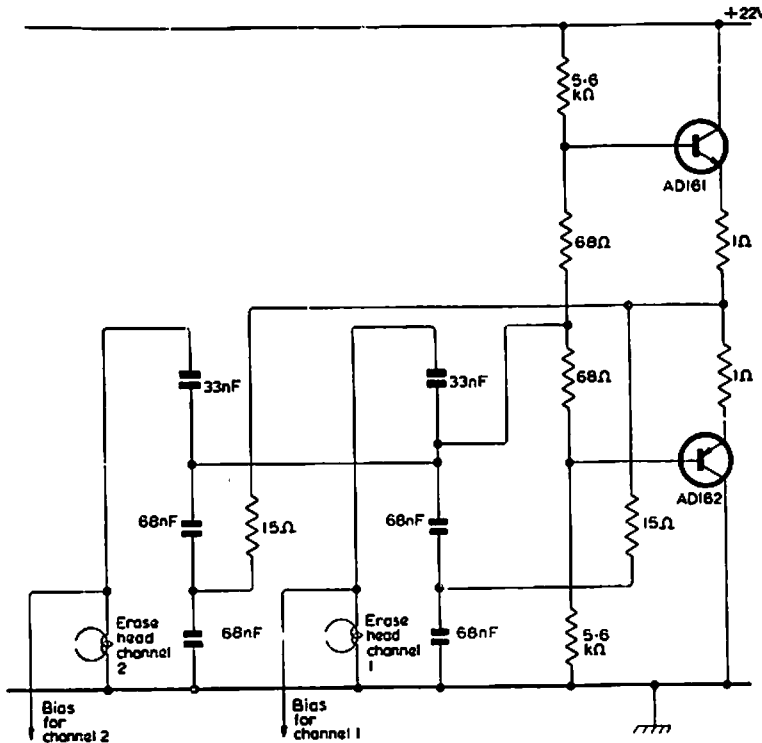 +22V
5·6
kΩ
AD161
68Ω
1Ω
33nF
33nF
68Ω
1Ω
AD162
68nF
15Ω
68nF
15Ω
Erase
head
channel
2
68nF
Erase
head
channel
1
68nF
5·6
kΩ
Bias
for
channel 2
Bias
for
channel 1